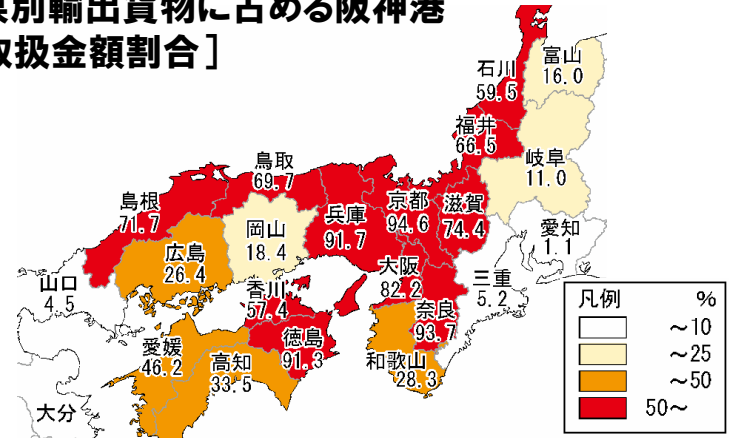 県別輸出貨物に占める阪神港
取扱金額割合］
石川
59.5
富山
16.0
福井
66.5
岐阜
11.0
鳥取
69.7
島根
71.7
兵庫
91.7
京都
94.6
滋賀
74.4
愛知
1.1
岡山
18.4
広島
26.4
大阪
82.2
三重
5.2
山口
4.5
香川
57.4
奈良
93.7
徳島
91.3
愛媛
46.2
高知
33.5
和歌山
28.3
大分
凡例 %
～10
～25
～50
50～